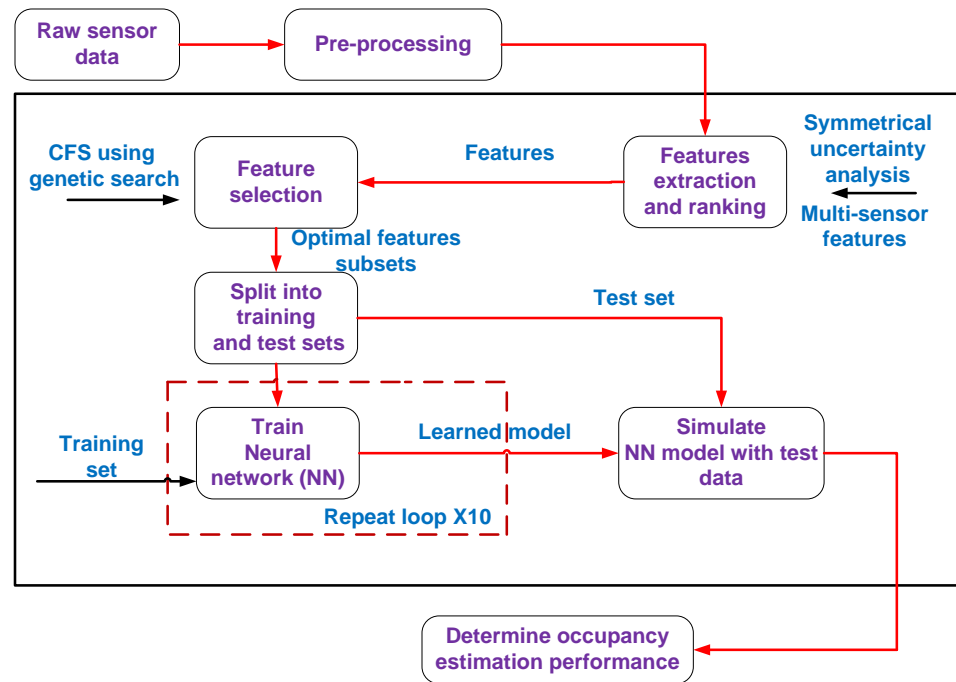 Raw sensor
data
Pre-processing
CFS using
genetic search
Feature
selection
Features
Features
extraction
and ranking
Symmetrical
uncertainty
analysis
Multi-sensor
features
Optimal features
subsets
Split into
training
and test sets
Test set
Training
set
Train
Neural
network (NN)
Learned model
Simulate
NN model with test
data
Repeat loop X10
Determine occupancy
estimation performance